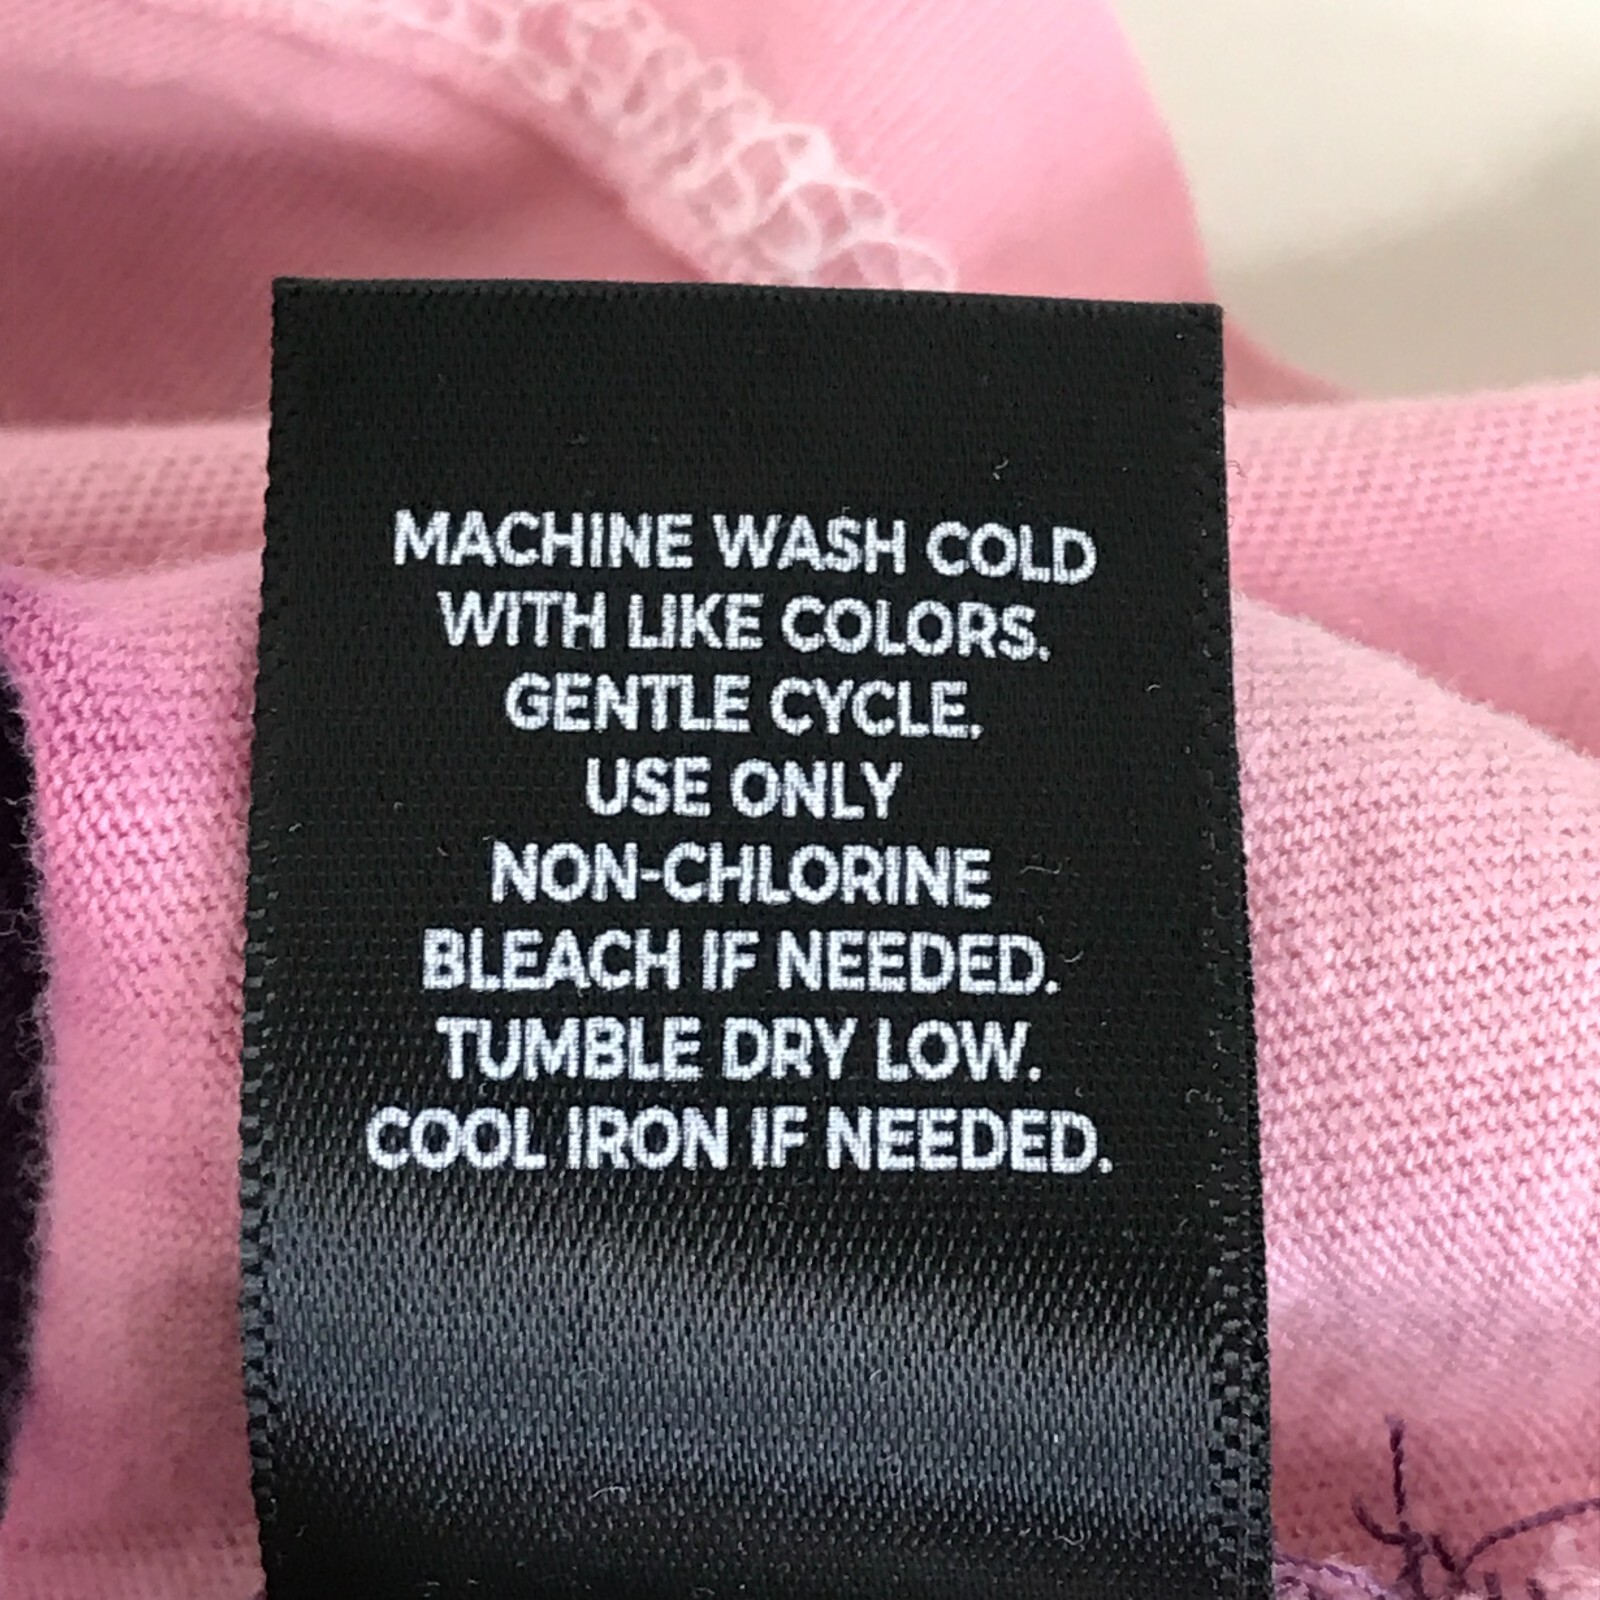 MACHINE WASH COLD
WITH LIKE COLORS.
GENTLE CYCLE.
USE ONLY
NON-CHLORINE
BLEACH IF NEEDED.
TUMBLE DRY LOW.
COOL IRON IF NEEDED.